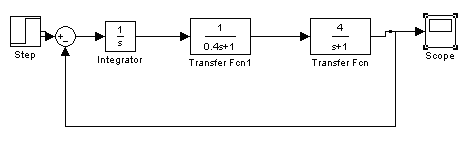 1
s
1
0.4s+1
4
s+1
Step
Integrator
Transfer Fcn1
Transfer Fcn
Scope